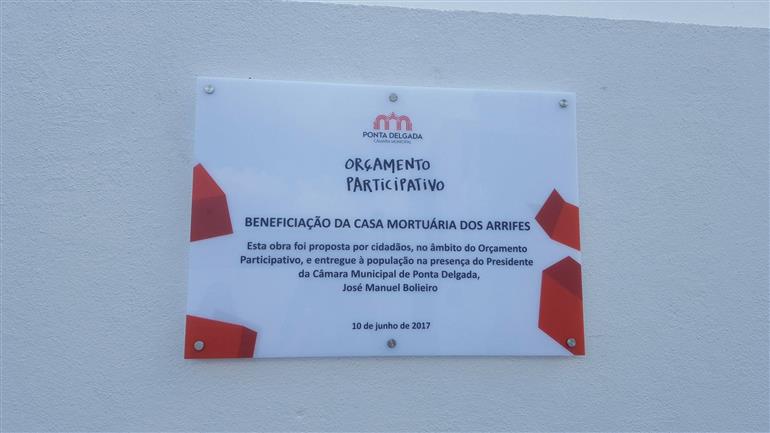 PONTA DELGADA
CÂMARA MUNICIPAL
ORÇAMENTO
PARTICIPATIVO
BENEFICIAÇÃO DA CASA MORTUÁRIA DOS ARRIFES
Esta obra foi proposta por cidadãos, no âmbito do Orçamento
Participativo, e entregue à população na presença do Presidente
da Câmara Municipal de Ponta Delgada,
José Manuel Bolieiro
10 de junho de 2017